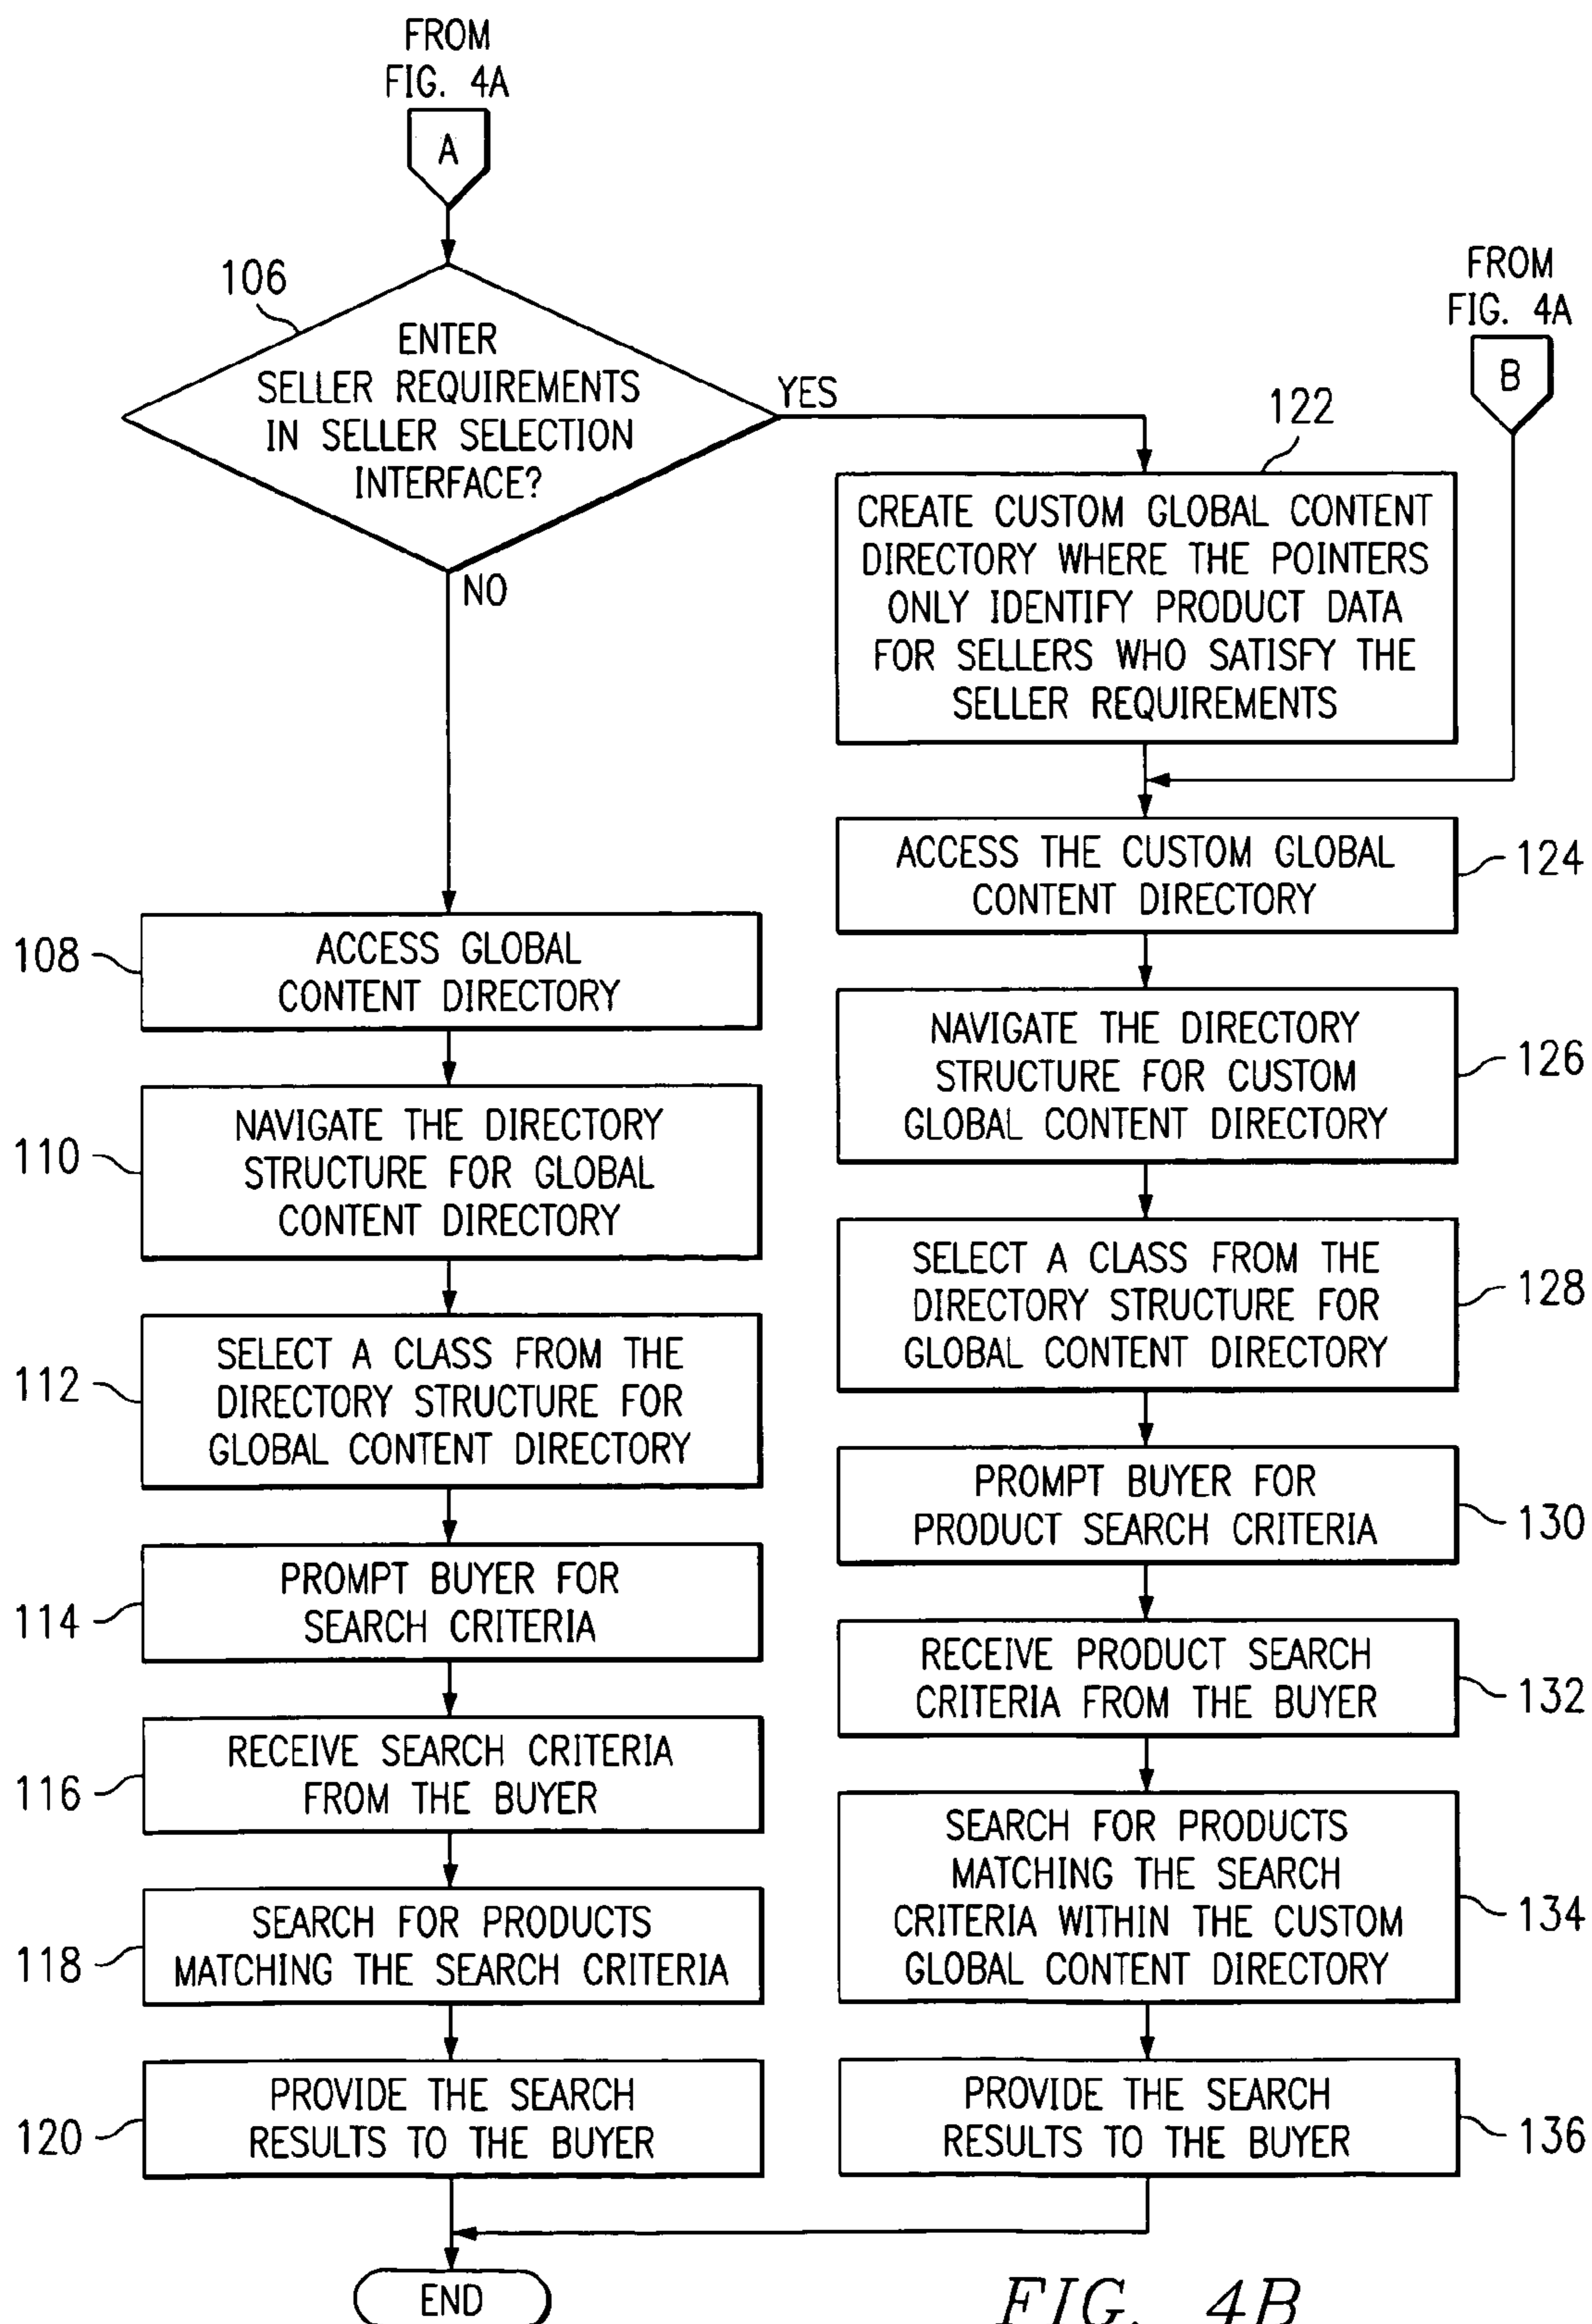 FROM
FIG. 4A
A
106
ENTER
SELLER REQUIREMENTS
IN SELLER SELECTION
INTERFACE?
YES
NO
FROM
FIG. 4A
B
108
ACCESS GLOBAL
CONTENT DIRECTORY
110
NAVIGATE THE DIRECTORY
STRUCTURE FOR GLOBAL
CONTENT DIRECTORY
112
SELECT A CLASS FROM THE
DIRECTORY STRUCTURE FOR
GLOBAL CONTENT DIRECTORY
114
PROMPT BUYER FOR
SEARCH CRITERIA
116
RECEIVE SEARCH CRITERIA
FROM THE BUYER
118
SEARCH FOR PRODUCTS
MATCHING THE SEARCH CRITERIA
120
PROVIDE THE SEARCH
RESULTS TO THE BUYER
122
CREATE CUSTOM GLOBAL CONTENT
DIRECTORY WHERE THE POINTERS
ONLY IDENTIFY PRODUCT DATA
FOR SELLERS WHO SATISFY THE
SELLER REQUIREMENTS
ACCESS THE CUSTOM GLOBAL
CONTENT DIRECTORY
124
NAVIGATE THE DIRECTORY
STRUCTURE FOR CUSTOM
GLOBAL CONTENT DIRECTORY
126
SELECT A CLASS FROM THE
DIRECTORY STRUCTURE FOR
GLOBAL CONTENT DIRECTORY
128
PROMPT BUYER FOR
PRODUCT SEARCH CRITERIA
130
RECEIVE PRODUCT SEARCH
CRITERIA FROM THE BUYER
132
SEARCH FOR PRODUCTS
MATCHING THE SEARCH
CRITERIA WITHIN THE CUSTOM
GLOBAL CONTENT DIRECTORY
134
PROVIDE THE SEARCH
RESULTS TO THE BUYER
136
END
FIG. 4B